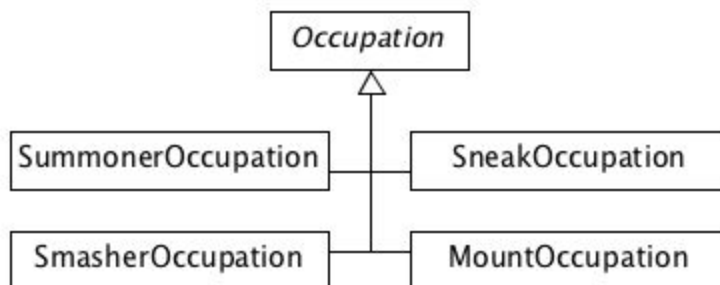 Occupation
SummonerOccupation
SneakOccupation
SmasherOccupation
MountOccupation